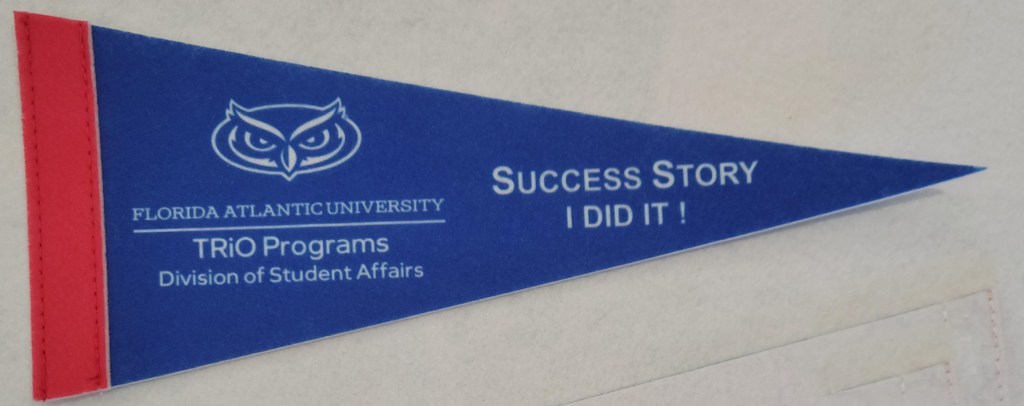 FLORIDA ATLANTIC UNIVERSITY
TRiO Programs
Division of Student Affairs
SUCCESS STORY
I DID IT !